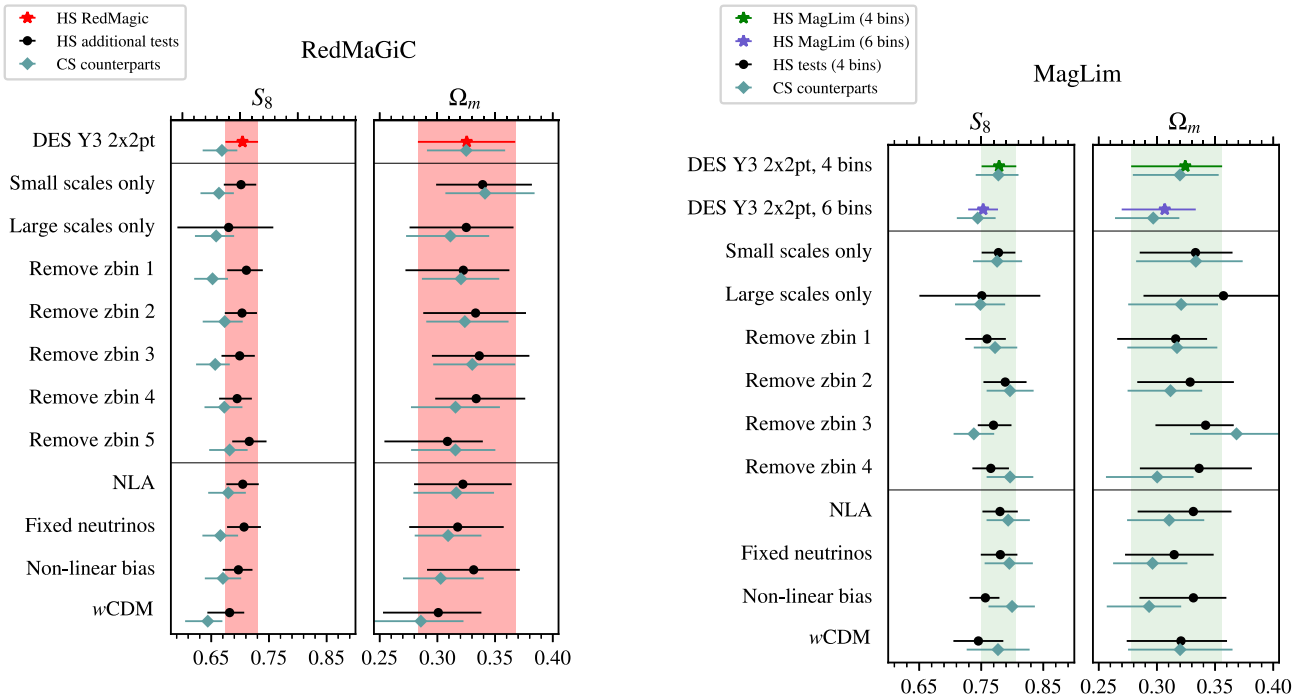 HS RedMagic
HS additional tests
CS counterparts
RedMaGiC
S₈ Ωₘ
DES Y3 2x2pt
Small scales only
Large scales only
Remove zbin 1
Remove zbin 2
Remove zbin 3
Remove zbin 4
Remove zbin 5
NLA
Fixed neutrinos
Non-linear bias
wCDM
0.65 0.75 0.85 0.25 0.30 0.35 0.40
HS MagLim (4 bins)
HS MagLim (6 bins)
HS tests (4 bins)
CS counterparts
MagLim
S₈ Ωₘ
DES Y3 2x2pt, 4 bins
DES Y3 2x2pt, 6 bins
Small scales only
Large scales only
Remove zbin 1
Remove zbin 2
Remove zbin 3
Remove zbin 4
NLA
Fixed neutrinos
Non-linear bias
wCDM
0.65 0.75 0.85 0.25 0.30 0.35 0.40